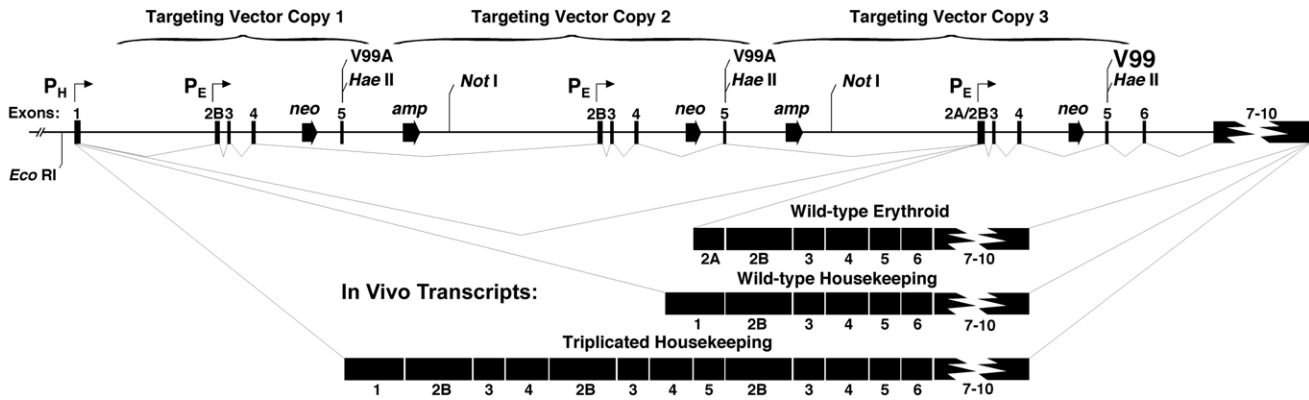 Targeting Vector Copy 1 Targeting Vector Copy 2 Targeting Vector Copy 3
V99A V99A V99
PH PE Hae II Not I PE Hae II Not I PE Hae II
Exons: 1 2B 3 4 neo 5 amp 2B 3 4 neo 5 amp 2A/2B 3 4 neo 5 6 7-10
Eco RI
Wild-type Erythroid
2A 2B 3 4 5 6 7-10
In Vivo Transcripts:
Wild-type Housekeeping
1 2B 3 4 5 6 7-10
Triplicated Housekeeping
1 2B 3 4 2B 3 4 5 2B 3 4 5 6 7-10